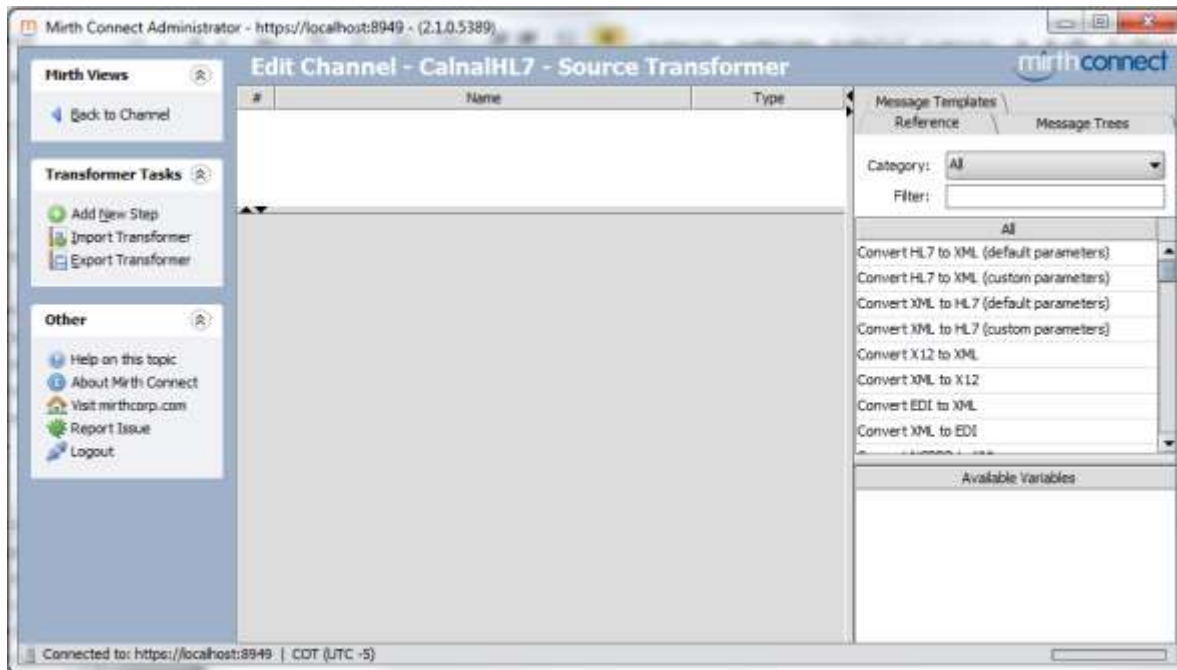 Mirth Connect Administrator - https://localhost:8949 - (2.1.0.5389)
Mirth Views
Back to Channel
Transformer Tasks
Add New Step
Import Transformer
Export Transformer
Other
Help on this topic
About Mirth Connect
Visit mirthcorp.com
Report Issue
Logout
Edit Channel - CalnalHL7 - Source Transformer
mirth connect
# Name Type
Message Templates
Reference Message Trees
Category: All
Filter:
All
Convert HL7 to XML (default parameters)
Convert HL7 to XML (custom parameters)
Convert XML to HL7 (default parameters)
Convert XML to HL7 (custom parameters)
Convert X12 to XML
Convert XML to X12
Convert EDI to XML
Convert XML to EDI
Available Variables
Connected to: https://localhost:8949 | COT (UTC -5)